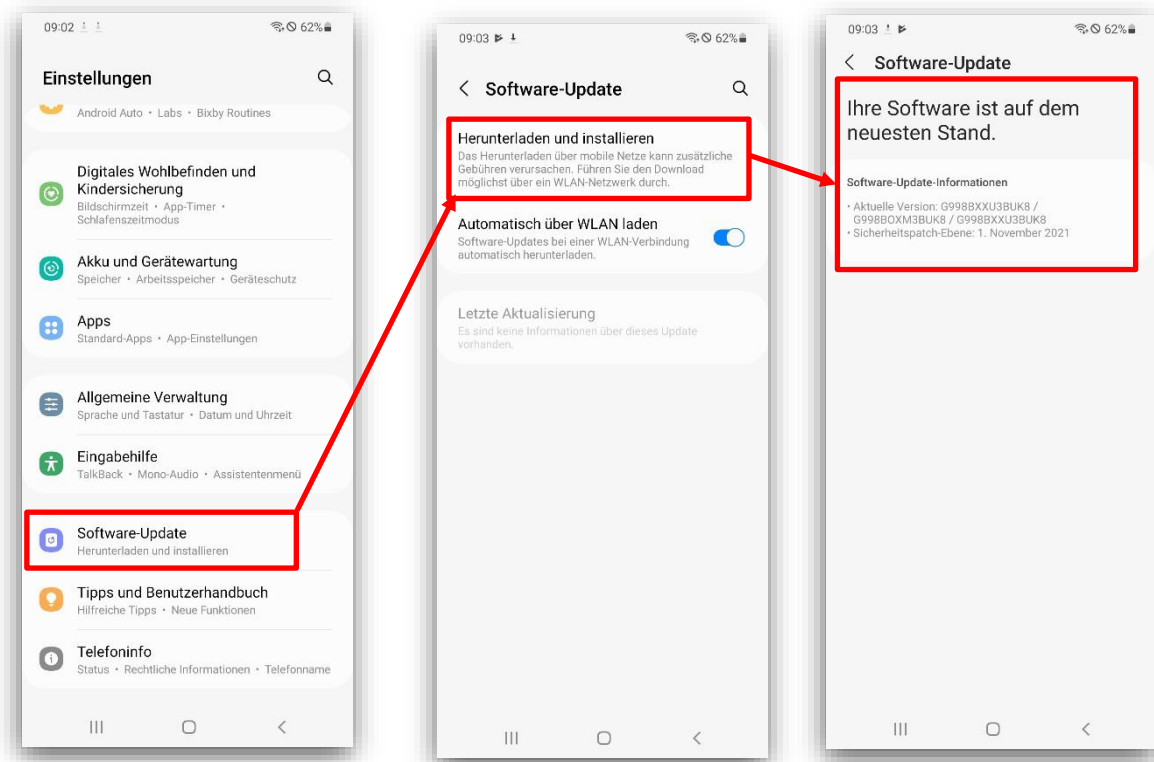 09:02 62%
Einstellungen
Android Auto • Labs • Bixby Routines
Digitales Wohlbefinden und
Kindersicherung
Bildschirmzeit • App-Timer •
Schlafenszeitmodus
Akku und Gerätewartung
Speicher • Arbeitsspeicher • Geräteschutz
Apps
Standard-Apps • App-Einstellungen
Allgemeine Verwaltung
Sprache und Tastatur • Datum und Uhrzeit
Eingabehilfe
TalkBack • Mono-Audio • Assistentenmenü
Software-Update
Herunterladen und installieren
Tipps und Benutzerhandbuch
Hilfreiche Tipps • Neue Funktionen
Telefoninfo
Status • Rechtliche Informationen • Telefonname
09:03 62%
Software-Update
Herunterladen und installieren
Das Herunterladen über mobile Netze kann zusätzliche
Gebühren verursachen. Führen Sie den Download
möglichst über ein WLAN-Netzwerk durch.
Automatisch über WLAN laden
Software-Updates bei einer WLAN-Verbindung
automatisch herunterladen.
Letzte Aktualisierung
Es sind keine Informationen über dieses Update
vorhanden.
09:03 62%
Software-Update
Ihre Software ist auf dem
neuesten Stand.
Software-Update-Informationen
• Aktuelle Version: G998BXXU3BUK8 /
G998BOXM3BUK8 / G998BXXU3BUK8
• Sicherheitspatch-Ebene: 1. November 2021